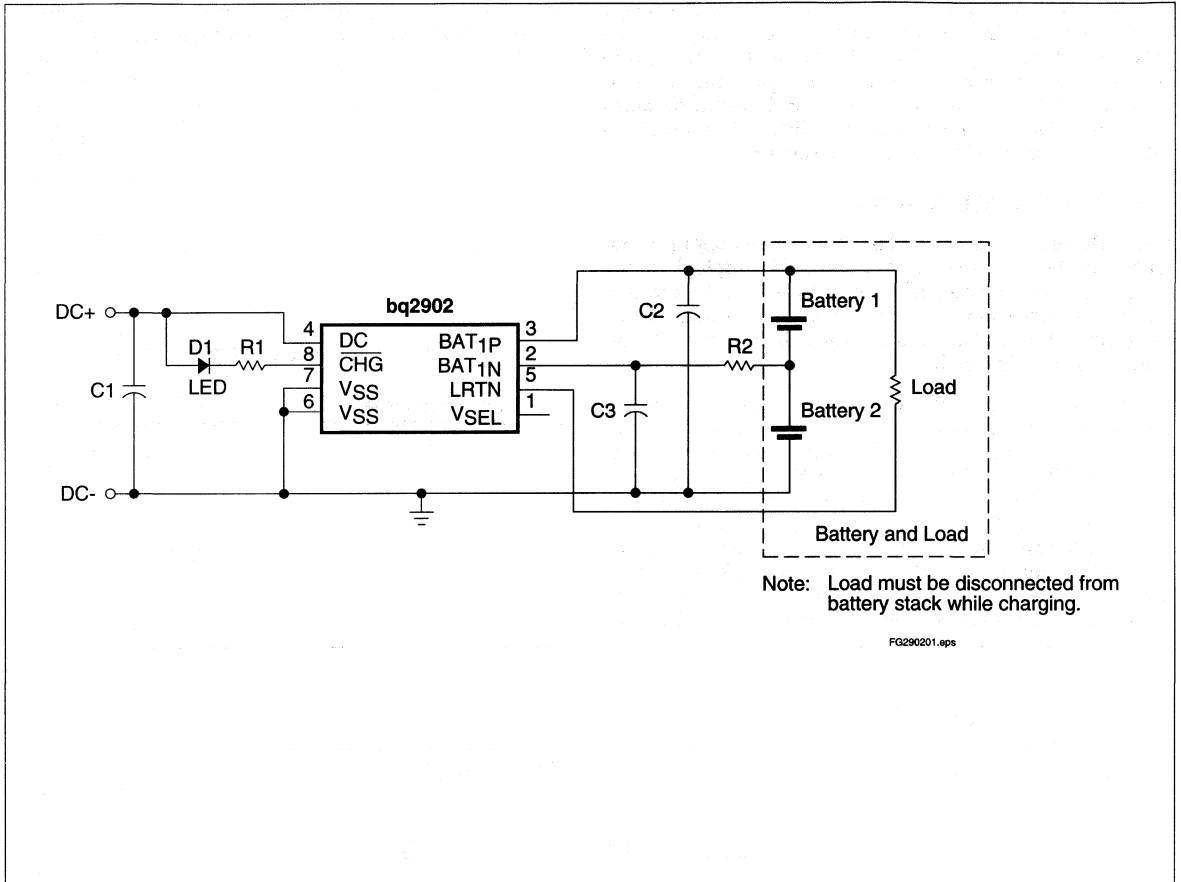 bq2902
DC+
D1
R1
LED
C1
DC-
4
8
7
6
DC
CHG
VSS
VSS
BAT1P
BAT1N
LRTN
VSEL
3
2
5
1
C2
C3
R2
Battery 1
Battery 2
Load
Battery and Load
Note: Load must be disconnected from
battery stack while charging.
FG290201.eps